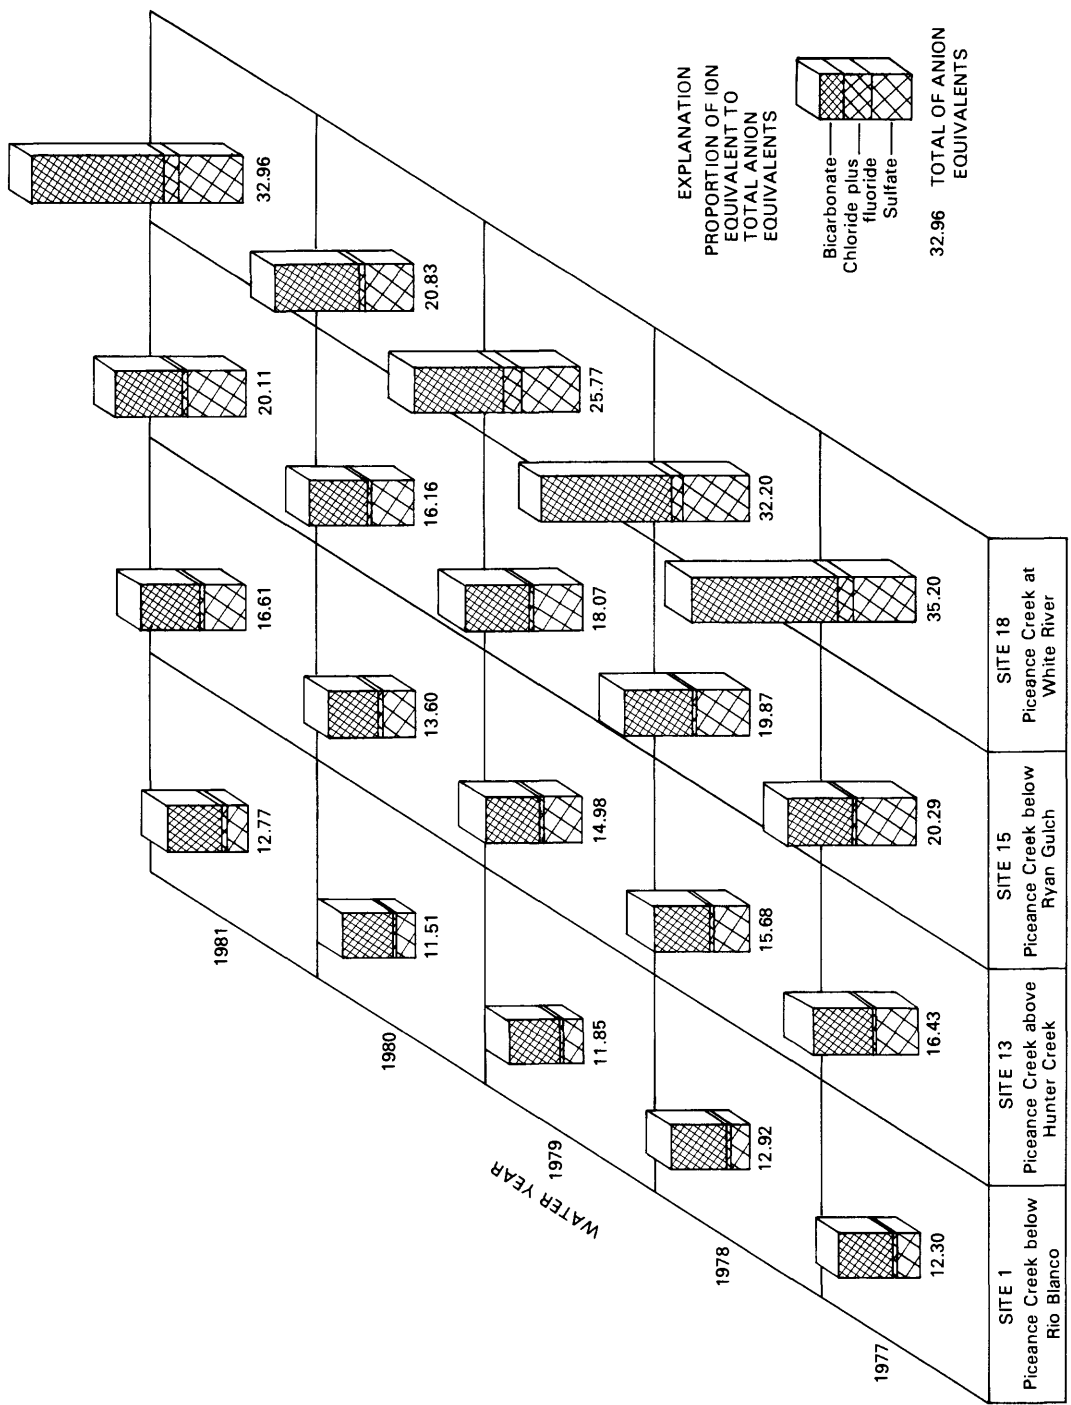 EXPLANATION
PROPORTION OF ION
EQUIVALENT TO
TOTAL ANION
EQUIVALENTS
Bicarbonate
Chloride plus
fluoride
Sulfate
32.96 TOTAL OF ANION
EQUIVALENTS
WATER YEAR
1981
12.77
16.61
20.11
32.96
1980
11.51
13.60
16.16
20.83
1979
11.85
14.98
18.07
25.77
1978
12.92
15.68
19.87
32.20
1977
12.30
16.43
20.29
35.20
SITE 1
Piceance Creek below
Rio Blanco
SITE 13
Piceance Creek above
Hunter Creek
SITE 15
Piceance Creek below
Ryan Gulch
SITE 18
Piceance Creek at
White River